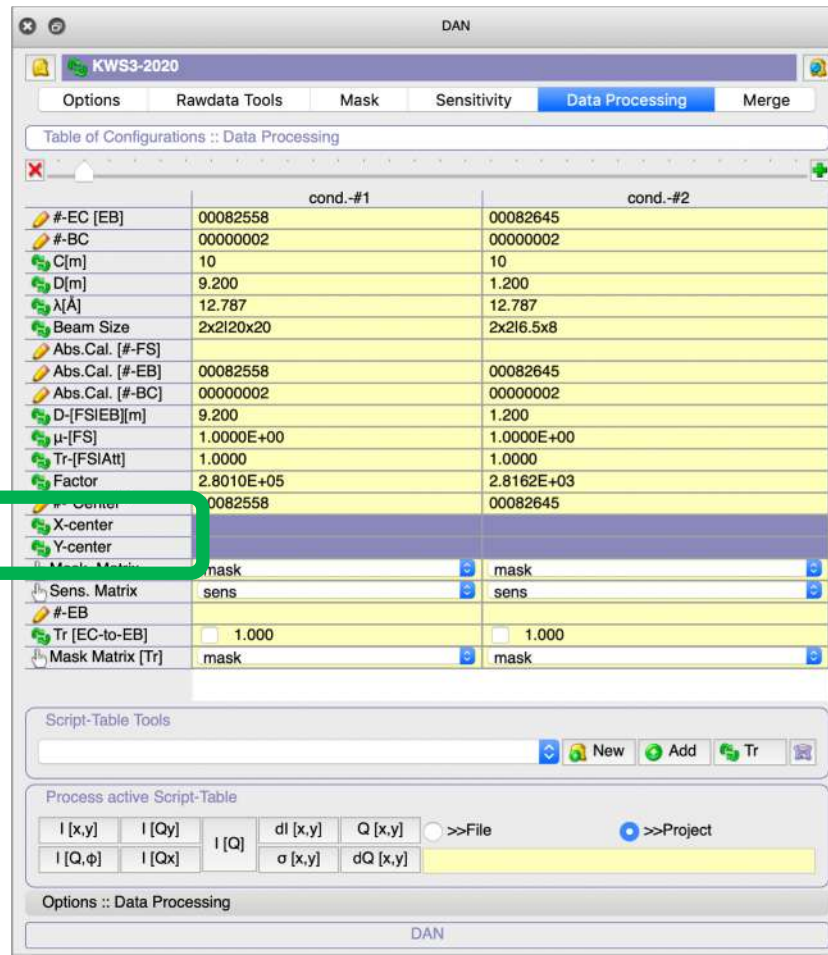 DAN
KWS3-2020
Options Rawdata Tools Mask Sensitivity Data Processing Merge
Table of Configurations :: Data Processing
cond.-#1 cond.-#2
#-EC [EB] 00082558 00082645
#-BC 00000002 00000002
C[m] 10 10
D[m] 9.200 1.200
λ[Å] 12.787 12.787
Beam Size 2x2|20x20 2x2|6.5x8
Abs.Cal. [#-FS]
Abs.Cal. [#-EB] 00082558 00082645
Abs.Cal. [#-BC] 00000002 00000002
D-[FS|EB][m] 9.200 1.200
μ-[FS] 1.0000E+00 1.0000E+00
Tr-[FS|Att] 1.0000 1.0000
Factor 2.8010E+05 2.8162E+03
#- Center 00082558 00082645
X-center
Y-center
Mask Matrix mask mask
Sens. Matrix sens sens
#-EB
Tr [EC-to-EB] 1.000 1.000
Mask Matrix [Tr] mask mask
Script-Table Tools
New Add Tr
Process active Script-Table
I [x,y] I [Qy] I [Q] dI [x,y] Q [x,y] >>File >>Project
I [Q,φ] I [Qx] σ [x,y] dQ [x,y]
Options :: Data Processing
DAN